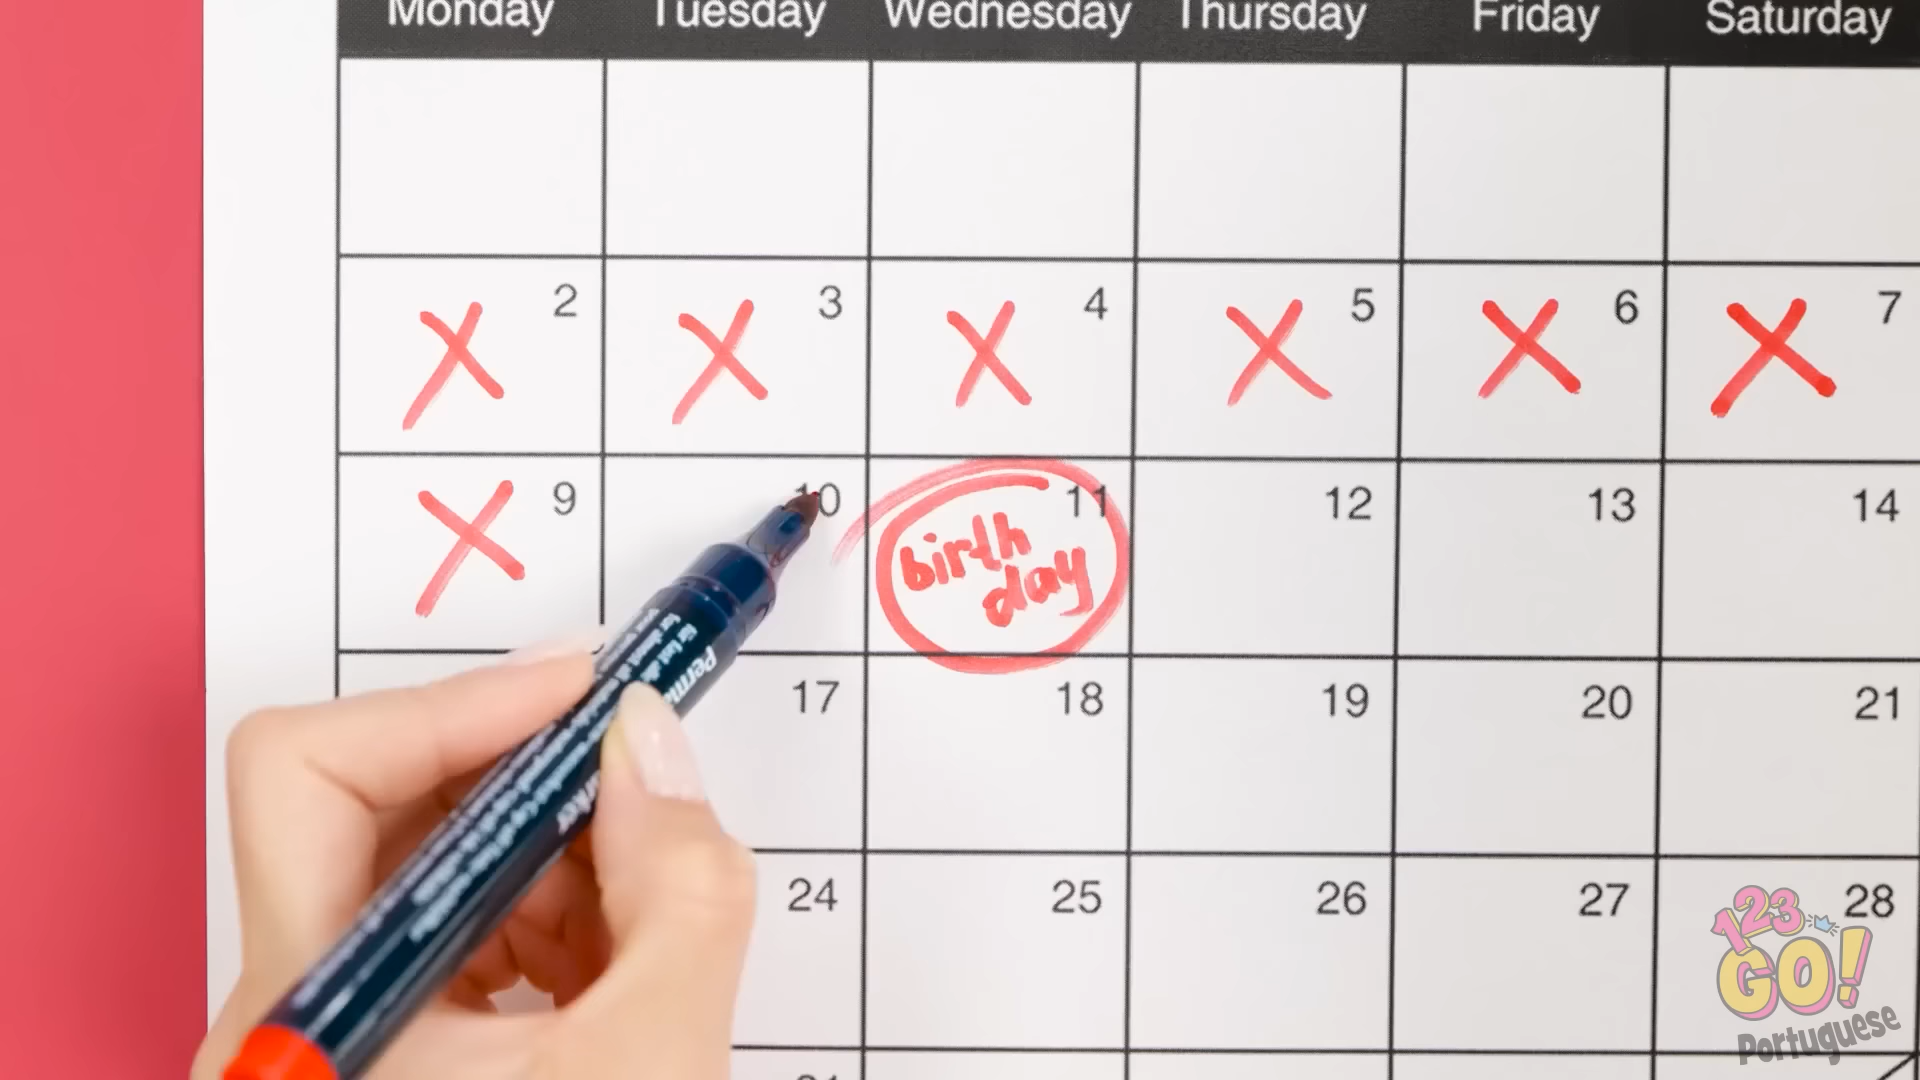 Monday Tuesday Wednesday Thursday Friday Saturday
2 3 4 5 6 7
9 10 11 12 13 14
birth
day
17 18 19 20 21
24 25 26 27 28
123
GO!
Portuguese